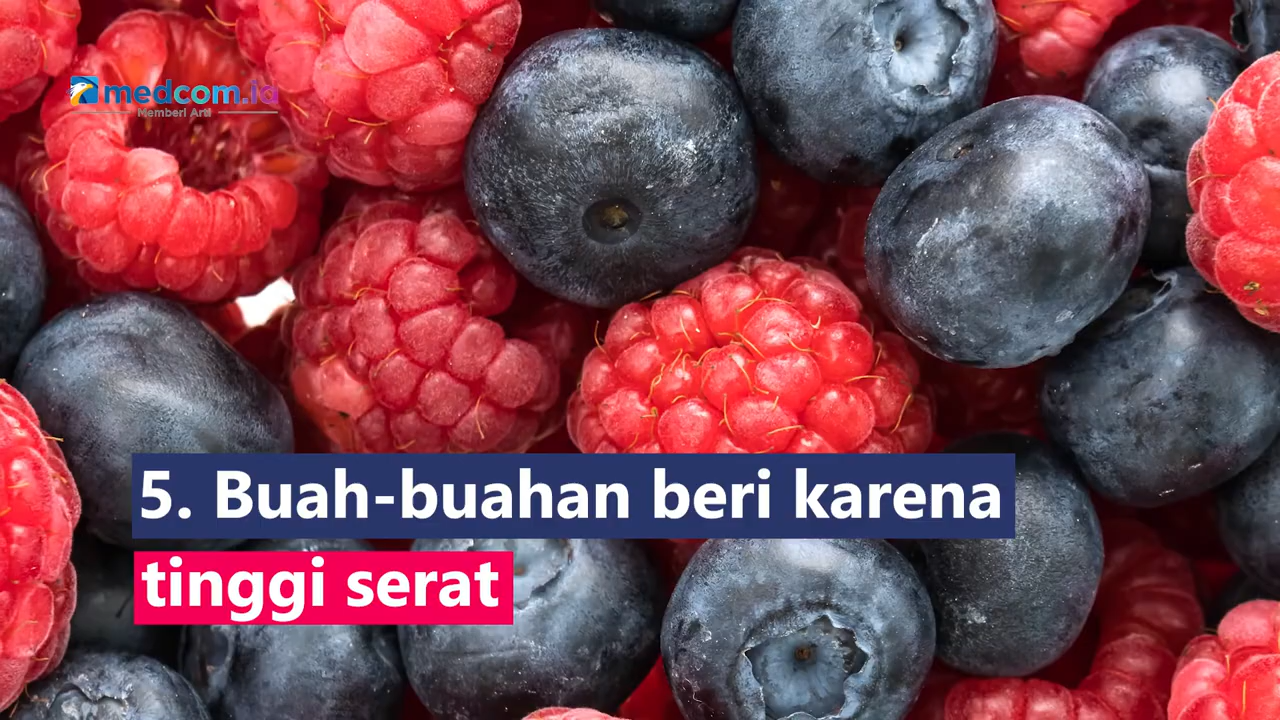 medcom.id
Memberi Arti
5. Buah-buahan beri karena
tinggi serat